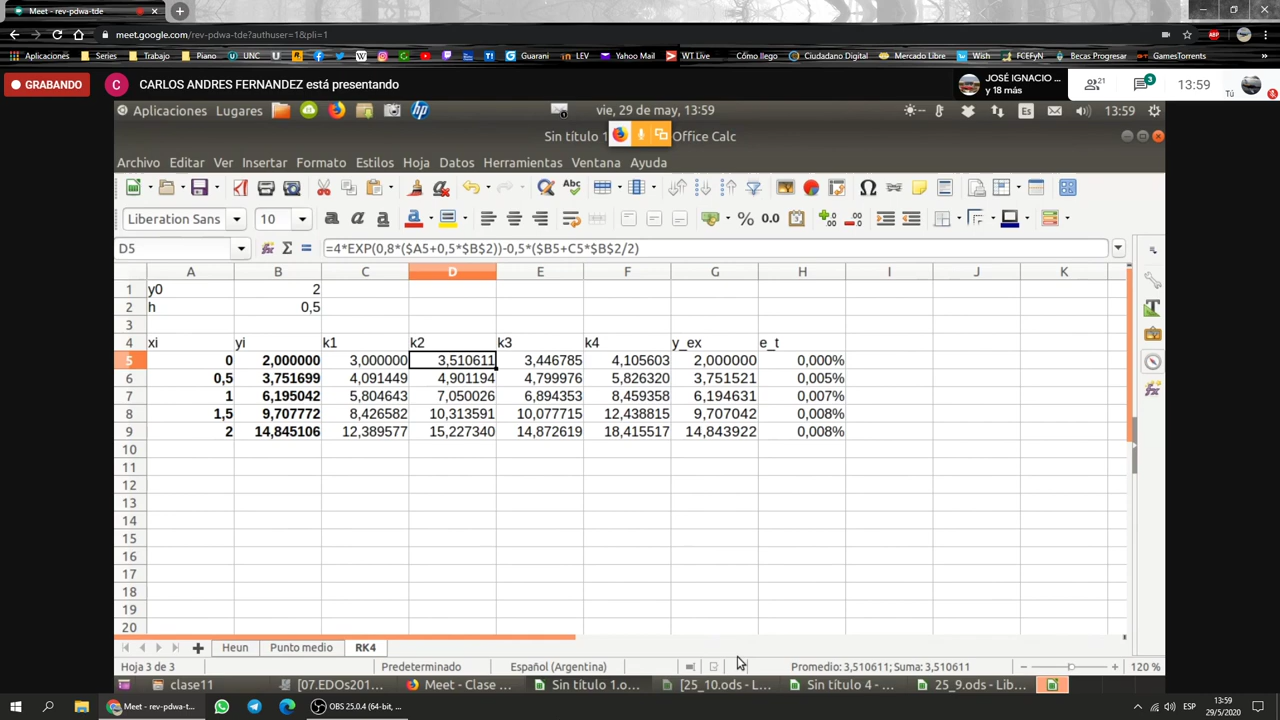 Meet - rev-pdwa-tde
meet.google.com/rev-pdwa-tde?authuser=1&pli=1
Aplicaciones Series Trabajo Piano UNC Guarani LEV Yahoo Mail WT Live Cómo llego Ciudadano Digital Mercado Libre Wish FCEFyN Becas Progresar GamesTorrents
GRABANDO C CARLOS ANDRES FERNANDEZ está presentando JOSÉ IGNACIO ... y 18 más 21 3 13:59 Tú
Aplicaciones Lugares vie, 29 de may, 13:59 Es 13:59
Sin título 1 Office Calc
Archivo Editar Ver Insertar Formato Estilos Hoja Datos Herramientas Ventana Ayuda
Liberation Sans 10
D5 =4*EXP(0,8*($A5+0,5*$B$2))-0,5*($B5+C5*$B$2/2)
A B C D E F G H I J K
1 y0 2
2 h 0,5
3
4 xi yi k1 k2 k3 k4 y_ex e_t
5 0 2,000000 3,000000 3,510611 3,446785 4,105603 2,000000 0,000%
6 0,5 3,751699 4,091449 4,901194 4,799976 5,826320 3,751521 0,005%
7 1 6,195042 5,804643 7,050026 6,894353 8,459358 6,194631 0,007%
8 1,5 9,707772 8,426582 10,313591 10,077715 12,438815 9,707042 0,008%
9 2 14,845106 12,389577 15,227340 14,872619 18,415517 14,843922 0,008%
10
11
12
13
14
15
16
17
18
19
20
Heun Punto medio RK4
Hoja 3 de 3 Predeterminado Español (Argentina) Promedio: 3,510611; Suma: 3,510611 120 %
clase11 [07.EDOs201... Meet - Clase ... Sin título 1.o... [25_10.ods - L... Sin título 4 - ... 25_9.ods - Lib...
Meet - rev-pdwa-t... OBS 25.0.4 (64-bit, ... ESP 13:59
29/5/2020